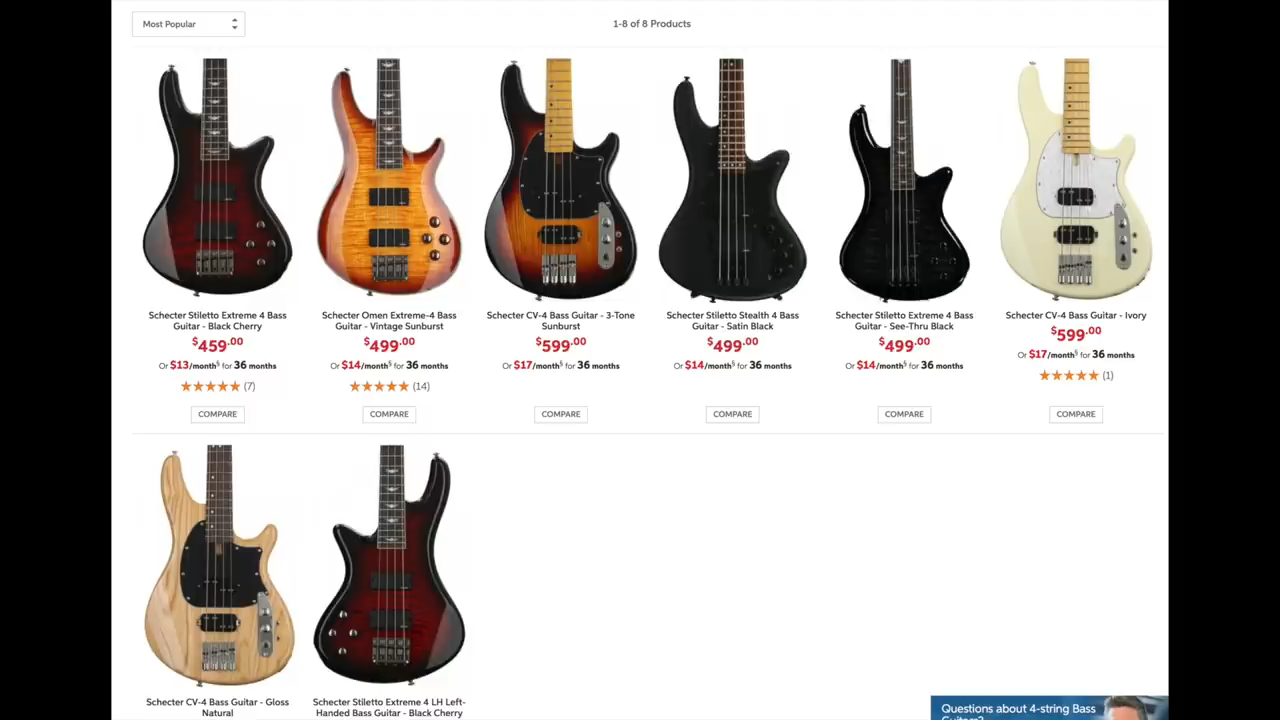 Most Popular
1-8 of 8 Products
Schecter Stiletto Extreme 4 Bass
Guitar - Black Cherry
$459.00
Or $13/month§ for 36 months
(7)
COMPARE
Schecter Omen Extreme-4 Bass
Guitar - Vintage Sunburst
$499.00
Or $14/month§ for 36 months
(14)
COMPARE
Schecter CV-4 Bass Guitar - 3-Tone
Sunburst
$599.00
Or $17/month§ for 36 months
COMPARE
Schecter Stiletto Stealth 4 Bass
Guitar - Satin Black
$499.00
Or $14/month§ for 36 months
COMPARE
Schecter Stiletto Extreme 4 Bass
Guitar - See-Thru Black
$499.00
Or $14/month§ for 36 months
COMPARE
Schecter CV-4 Bass Guitar - Ivory
$599.00
Or $17/month§ for 36 months
(1)
COMPARE
Schecter CV-4 Bass Guitar - Gloss
Natural
Schecter Stiletto Extreme 4 LH Left-
Handed Bass Guitar - Black Cherry
Questions about 4-string Bass
Guitars?